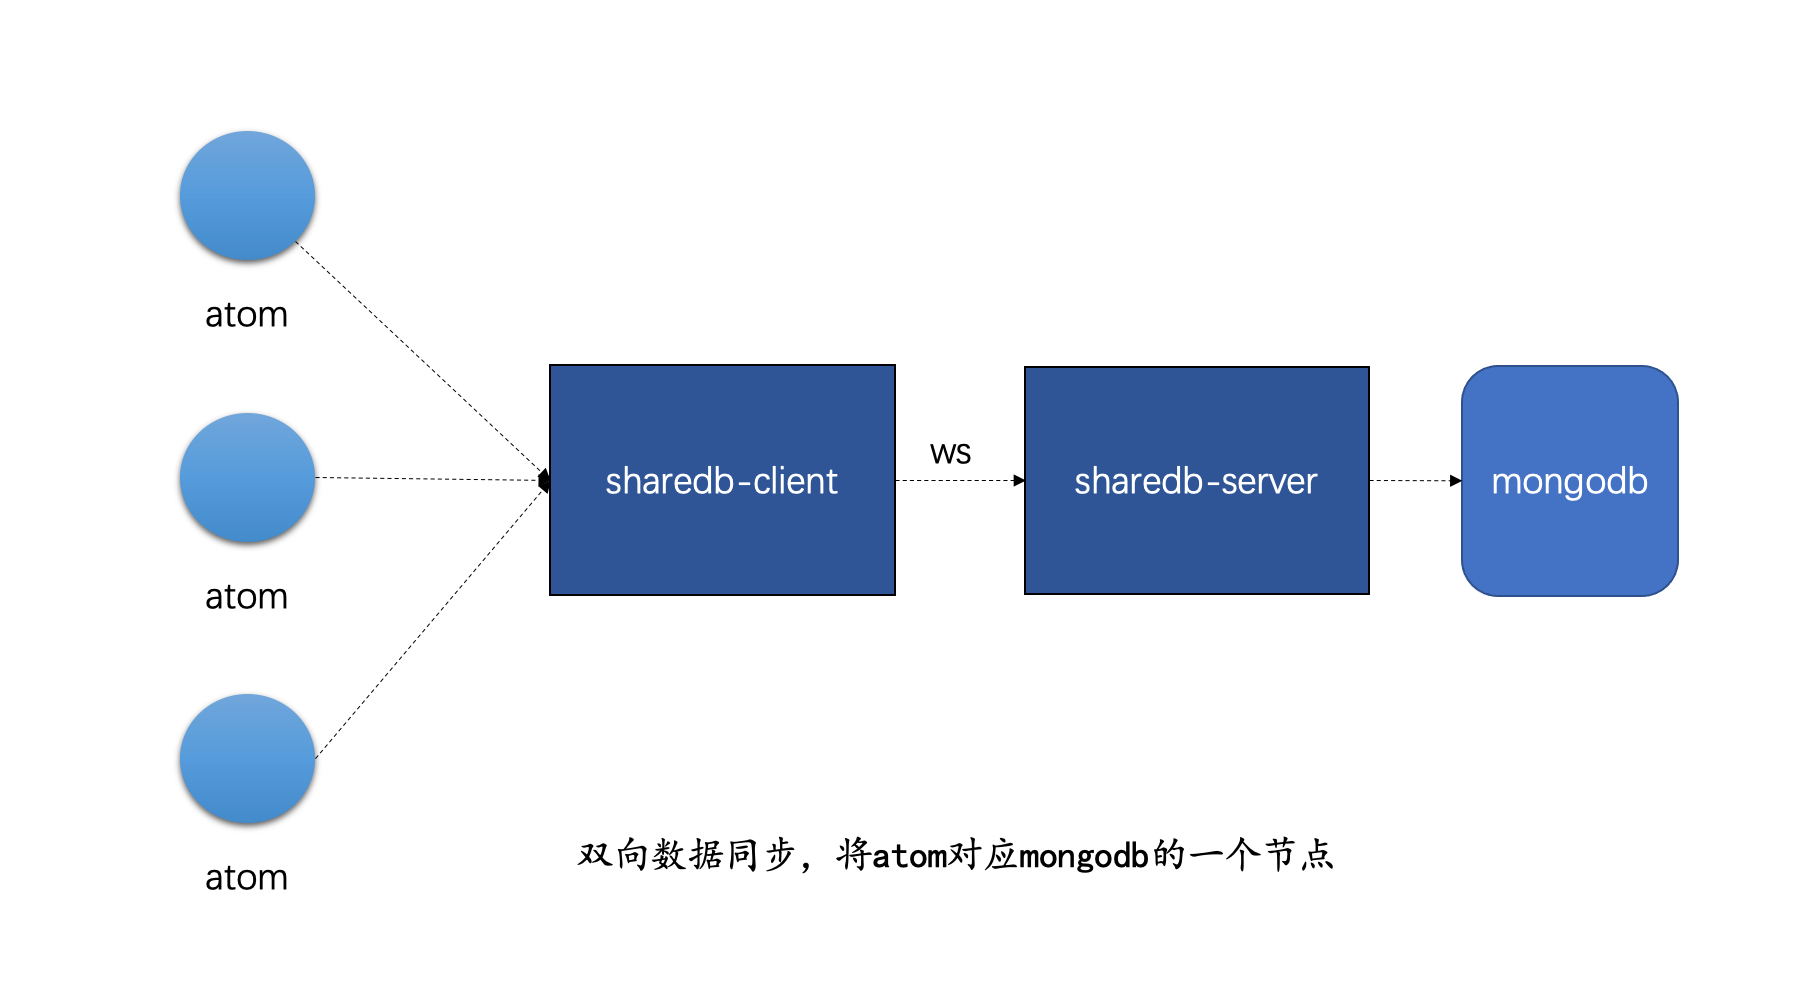 atom
atom
atom
sharedb-client
ws
sharedb-server
mongodb
双向数据同步，将atom对应mongodb的一个节点